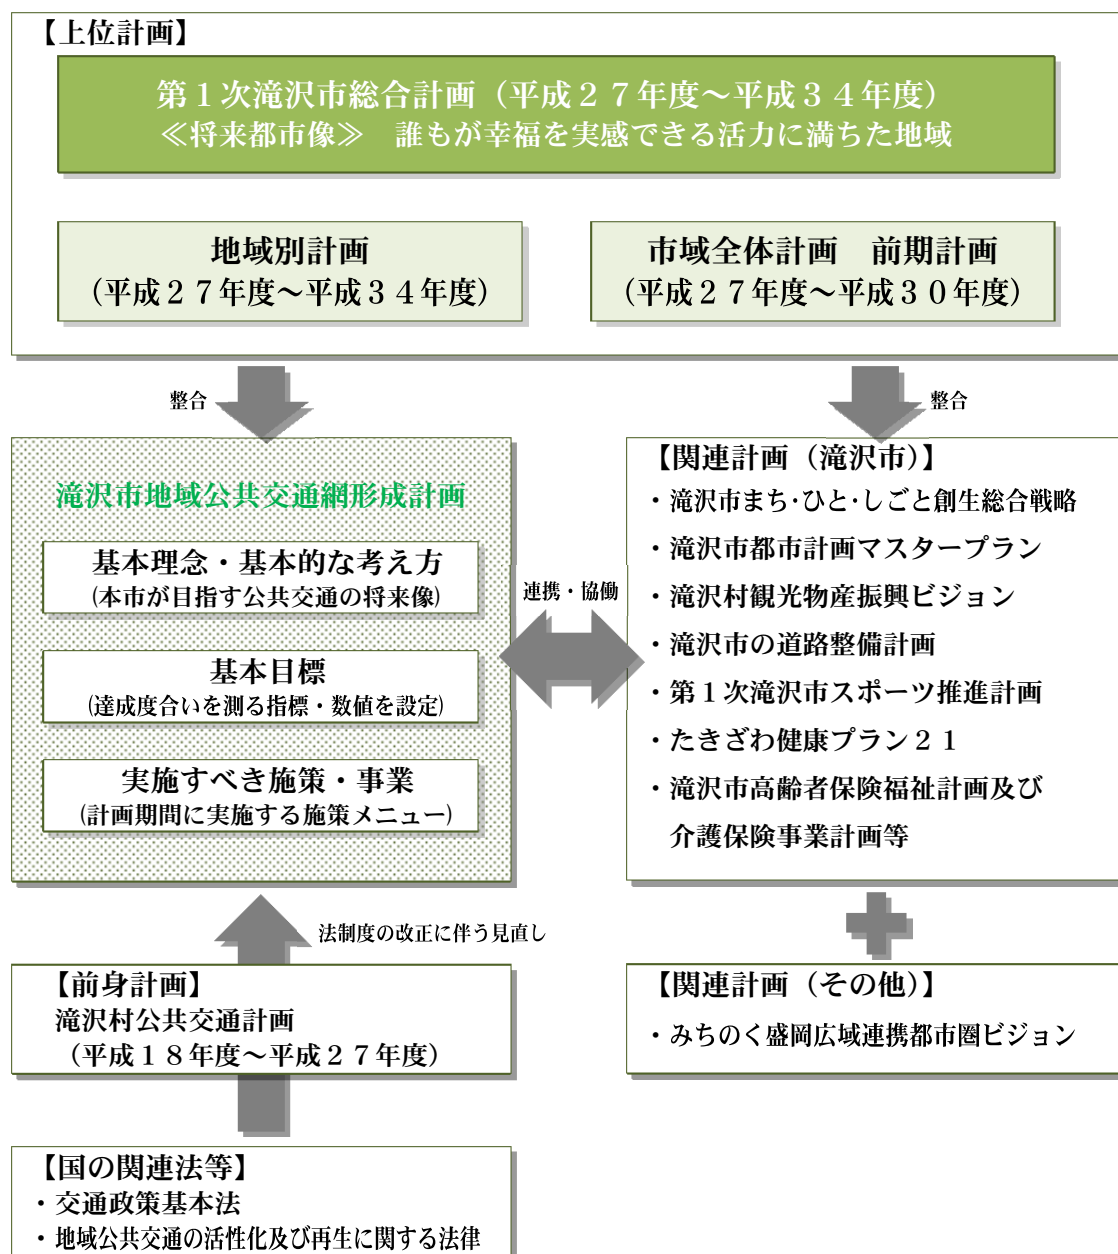 【上位計画】
第１次滝沢市総合計画（平成２７年度～平成３４年度）
≪将来都市像≫　誰もが幸福を実感できる活力に満ちた地域
地域別計画
（平成２７年度～平成３４年度）
市域全体計画　前期計画
（平成２７年度～平成３０年度）
整合
整合
滝沢市地域公共交通網形成計画
基本理念・基本的な考え方
(本市が目指す公共交通の将来像)
基本目標
(達成度合いを測る指標・数値を設定)
実施すべき施策・事業
(計画期間に実施する施策メニュー)
連携・協働
【関連計画（滝沢市）】
・滝沢市まち・ひと・しごと創生総合戦略
・滝沢市都市計画マスタープラン
・滝沢村観光物産振興ビジョン
・滝沢市の道路整備計画
・第１次滝沢市スポーツ推進計画
・たきざわ健康プラン２１
・滝沢市高齢者保険福祉計画及び
介護保険事業計画等
法制度の改正に伴う見直し
【前身計画】
滝沢村公共交通計画
（平成１８年度～平成２７年度）
【関連計画（その他）】
・みちのく盛岡広域連携都市圏ビジョン
【国の関連法等】
・交通政策基本法
・地域公共交通の活性化及び再生に関する法律